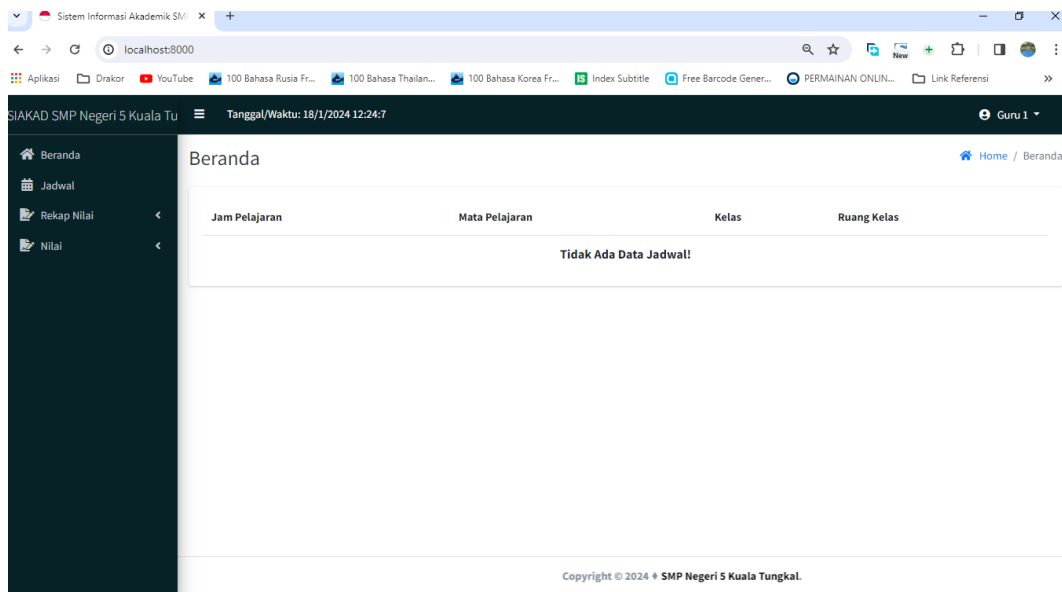 Sistem Informasi Akademik SM
localhost:8000
New
Aplikasi Drakor YouTube 100 Bahasa Rusia Fr... 100 Bahasa Thailan... 100 Bahasa Korea Fr... IS Index Subtitle Free Barcode Gener... PERMAINAN ONLIN... Link Referensi
SIAKAD SMP Negeri 5 Kuala Tu Tanggal/Waktu: 18/1/2024 12:24:7 Guru 1
Beranda
Jadwal
Rekap Nilai
Nilai
Beranda
Home / Beranda
Jam Pelajaran Mata Pelajaran Kelas Ruang Kelas
Tidak Ada Data Jadwal!
Copyright © 2024 ♦ SMP Negeri 5 Kuala Tungkal.